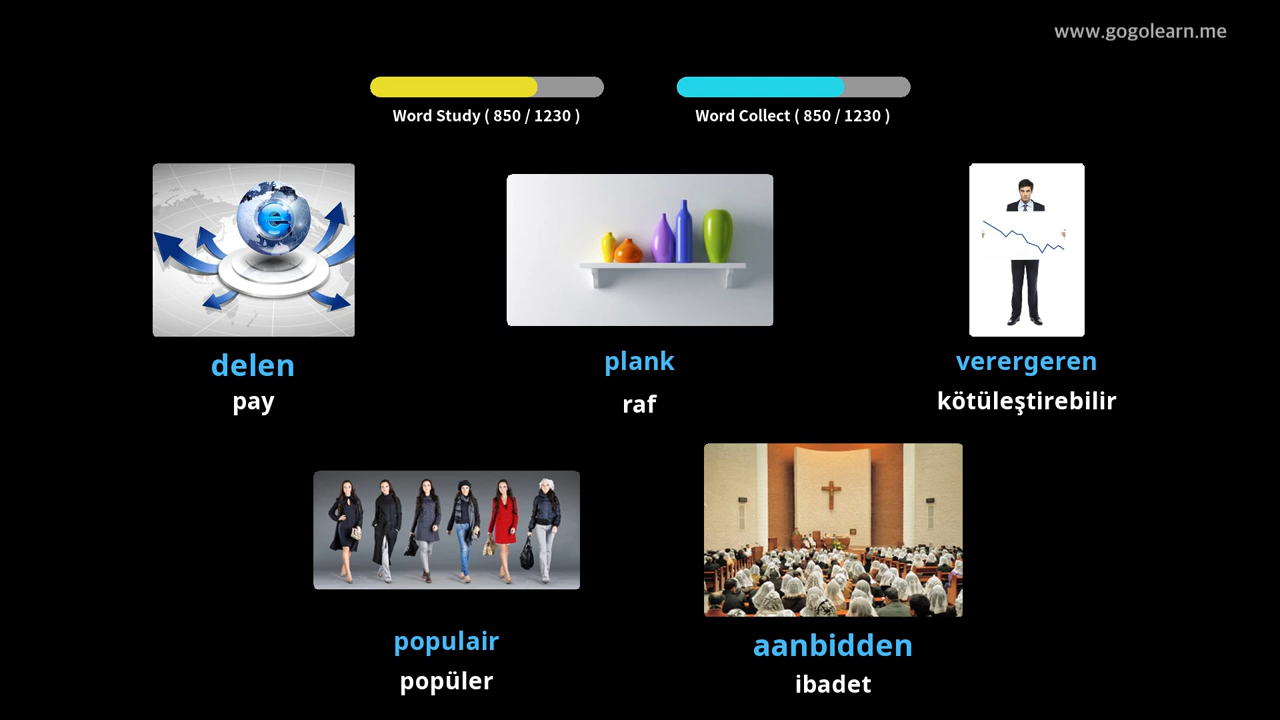 www.gogolearn.me
Word Study ( 850 / 1230 )
Word Collect ( 850 / 1230 )
e
delen
pay
plank
raf
verergeren
kötüleştirebilir
populair
popüler
aanbidden
ibadet